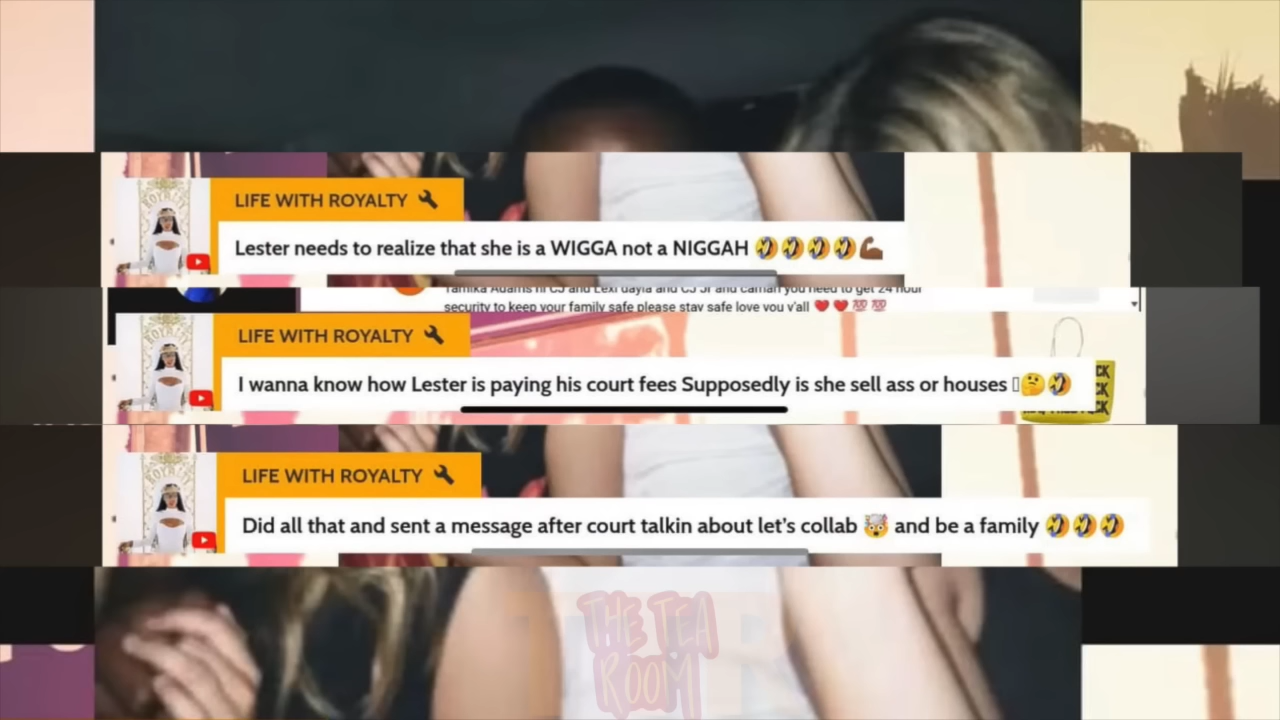 LIFE WITH ROYALTY
Lester needs to realize that she is a WIGGA not a NIGGAH 🤣🤣🤣🤣💪🏾
security to keep your family safe please stay safe love you y'all ❤️ ❤️ 💯 💯
LIFE WITH ROYALTY
I wanna know how Lester is paying his court fees Supposedly is she sell ass or houses 🤔🤣
LIFE WITH ROYALTY
Did all that and sent a message after court talkin about let's collab 🤯 and be a family 🤣🤣🤣
THE TEA
ROOM